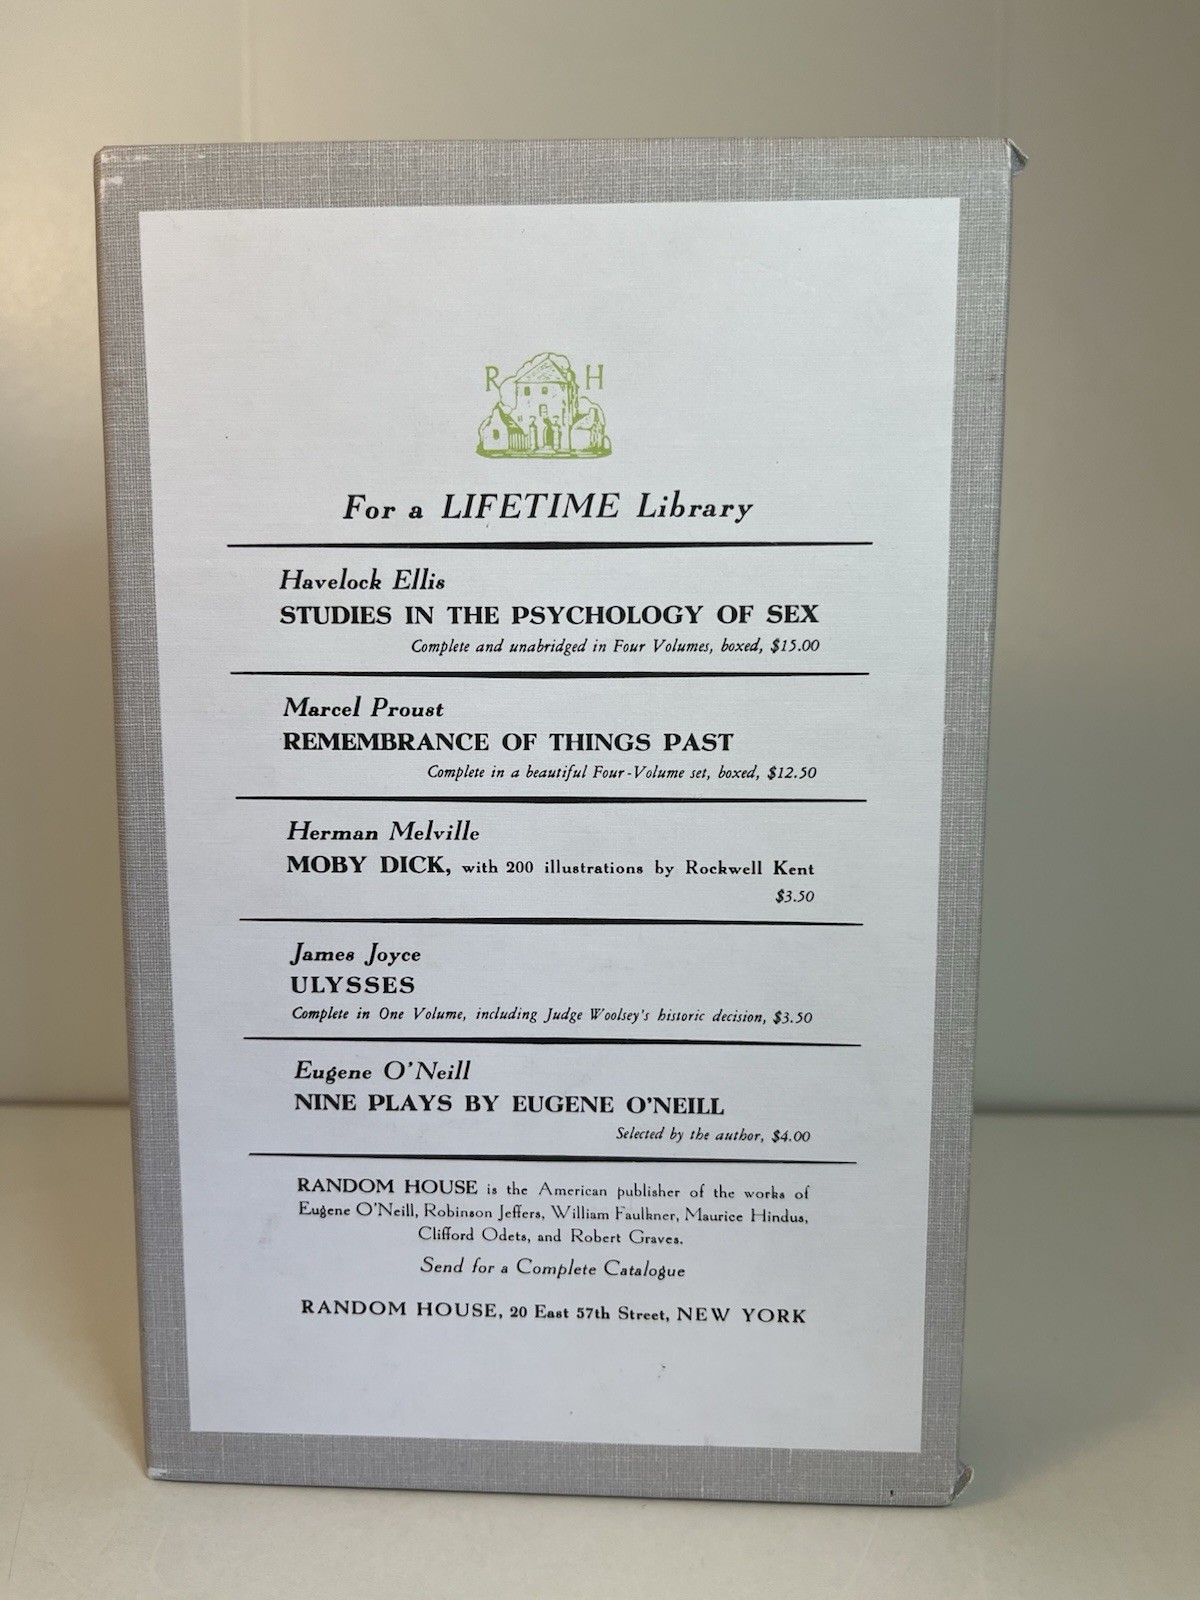 R H
For a LIFETIME Library
Havelock Ellis
STUDIES IN THE PSYCHOLOGY OF SEX
Complete and unabridged in Four Volumes, boxed, $15.00
Marcel Proust
REMEMBRANCE OF THINGS PAST
Complete in a beautiful Four-Volume set, boxed, $12.50
Herman Melville
MOBY DICK, with 200 illustrations by Rockwell Kent
$3.50
James Joyce
ULYSSES
Complete in One Volume, including Judge Woolsey's historic decision, $3.50
Eugene O'Neill
NINE PLAYS BY EUGENE O'NEILL
Selected by the author, $4.00
RANDOM HOUSE is the American publisher of the works of
Eugene O'Neill, Robinson Jeffers, William Faulkner, Maurice Hindus,
Clifford Odets, and Robert Graves.
Send for a Complete Catalogue
RANDOM HOUSE, 20 East 57th Street, NEW YORK